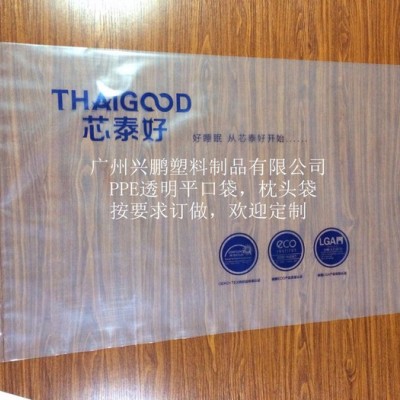 THAIGOOD
芯泰好
好睡眠 从芯泰好开始......
广州兴鹏塑料制品有限公司
PPE透明平口袋，枕头袋
按要求订做，欢迎定制
eco
LGA